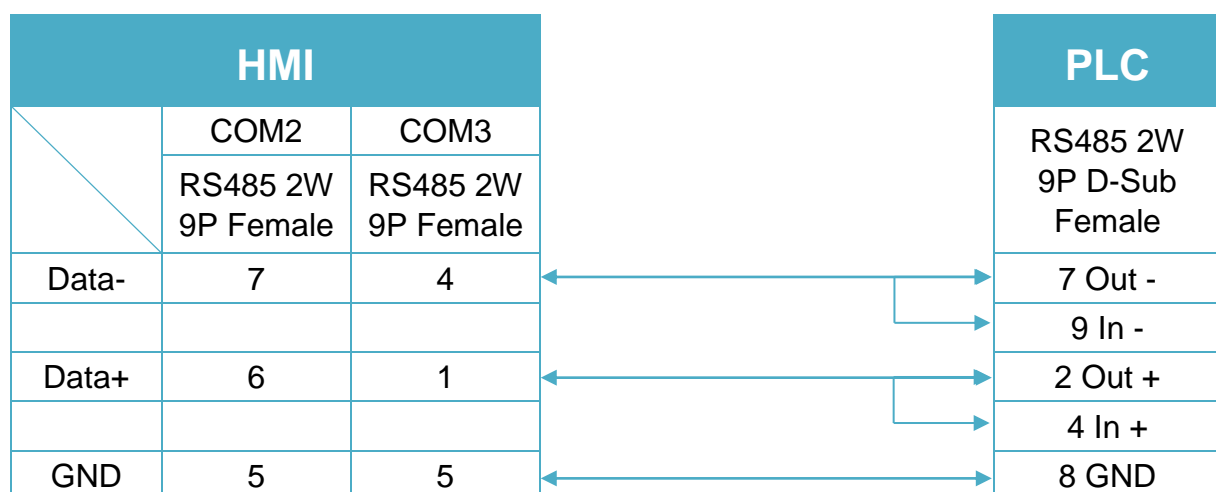 HMI
PLC
COM2 COM3
RS485 2W
9P Female
RS485 2W
9P Female
RS485 2W
9P D-Sub
Female
Data- 7 4 7 Out -
9 In -
Data+ 6 1 2 Out +
4 In +
GND 5 5 8 GND